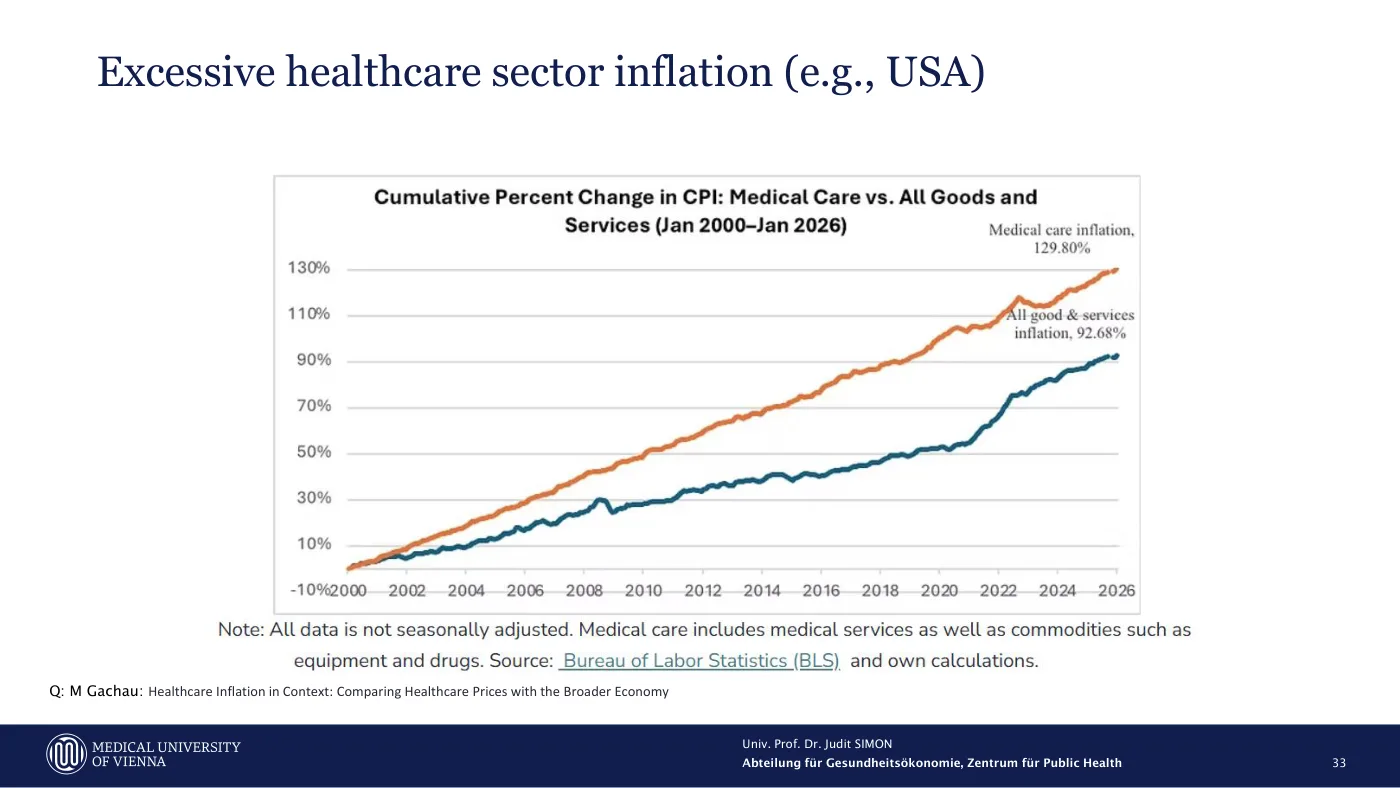 Excessive healthcare sector inflation (e.g., USA)
Cumulative Percent Change in CPI: Medical Care vs. All Goods and
Services (Jan 2000–Jan 2026)
Medical care inflation,
129.80%
130%
110%
All good & services
inflation, 92.68%
90%
70%
50%
30%
10%
-10%
2000 2002 2004 2006 2008 2010 2012 2014 2016 2018 2020 2022 2024 2026
Note: All data is not seasonally adjusted. Medical care includes medical services as well as commodities such as
equipment and drugs. Source: Bureau of Labor Statistics (BLS) and own calculations.
Q: M Gachau: Healthcare Inflation in Context: Comparing Healthcare Prices with the Broader Economy
MEDICAL UNIVERSITY
OF VIENNA
Univ. Prof. Dr. Judit SIMON
Abteilung für Gesundheitsökonomie, Zentrum für Public Health
33